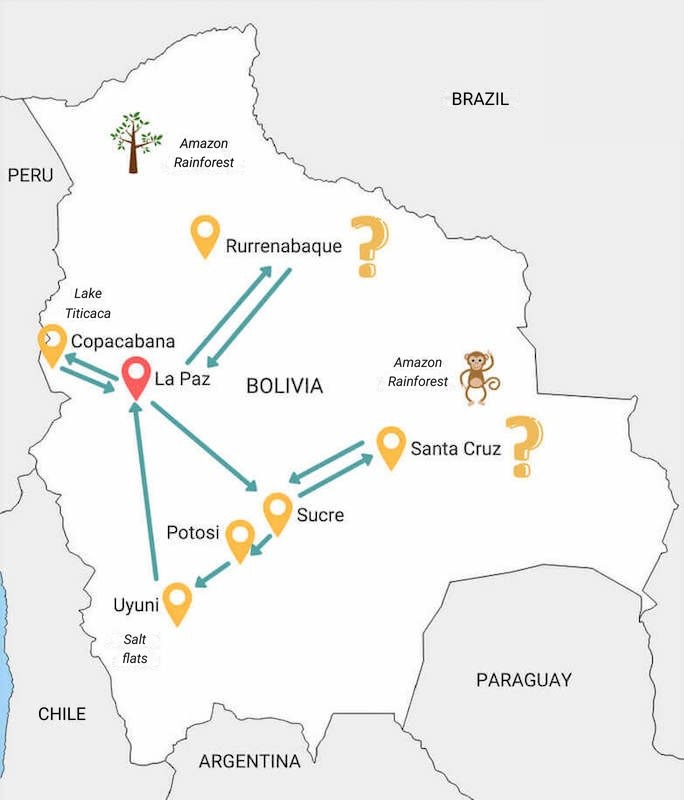 BRAZIL
Amazon
Rainforest
PERU
Rurrenabaque ?
Lake
Titicaca
Copacabana
La Paz
BOLIVIA
Amazon
Rainforest
Santa Cruz ?
Sucre
Potosi
Uyuni
Salt
flats
PARAGUAY
CHILE
ARGENTINA